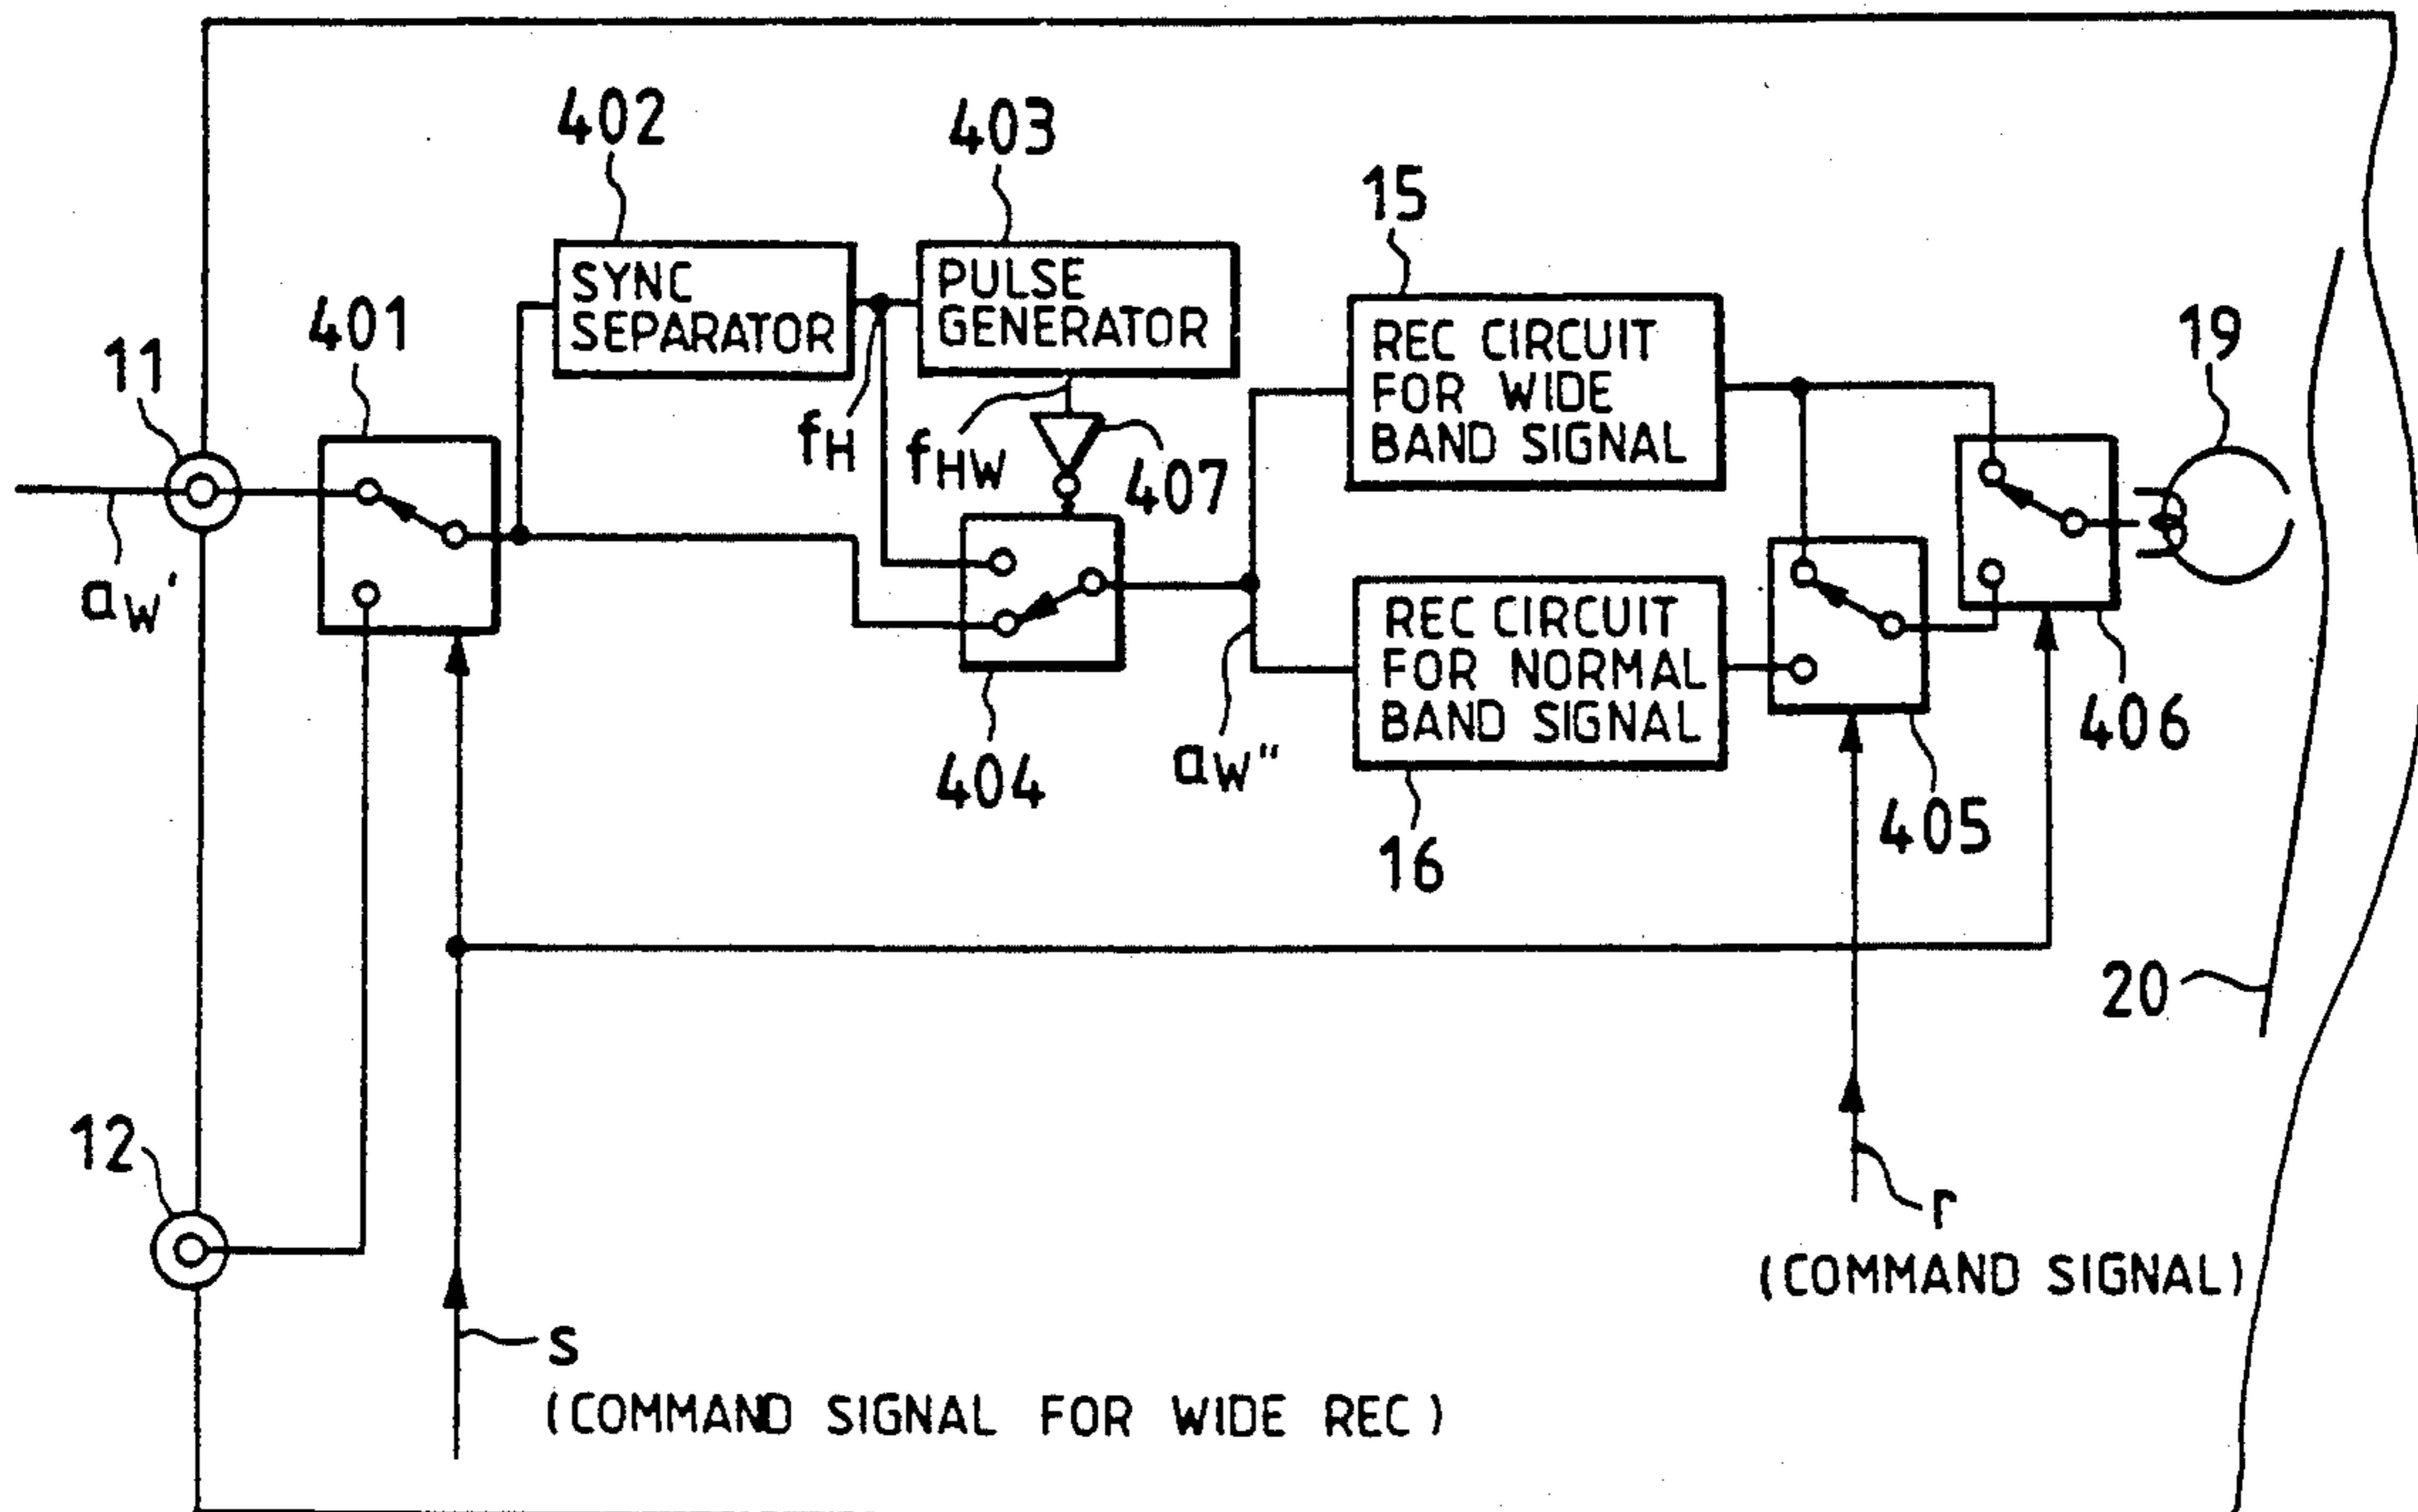 402
403
15
SYNC
SEPARATOR
PULSE
GENERATOR
401
11
19
REC CIRCUIT
FOR WIDE
BAND SIGNAL
fH
fHW
407
aw'
REC CIRCUIT
FOR NORMAL
BAND SIGNAL
406
404
aw"
405
16
20
12
r
(COMMAND SIGNAL)
s
(COMMAND SIGNAL FOR WIDE REC)